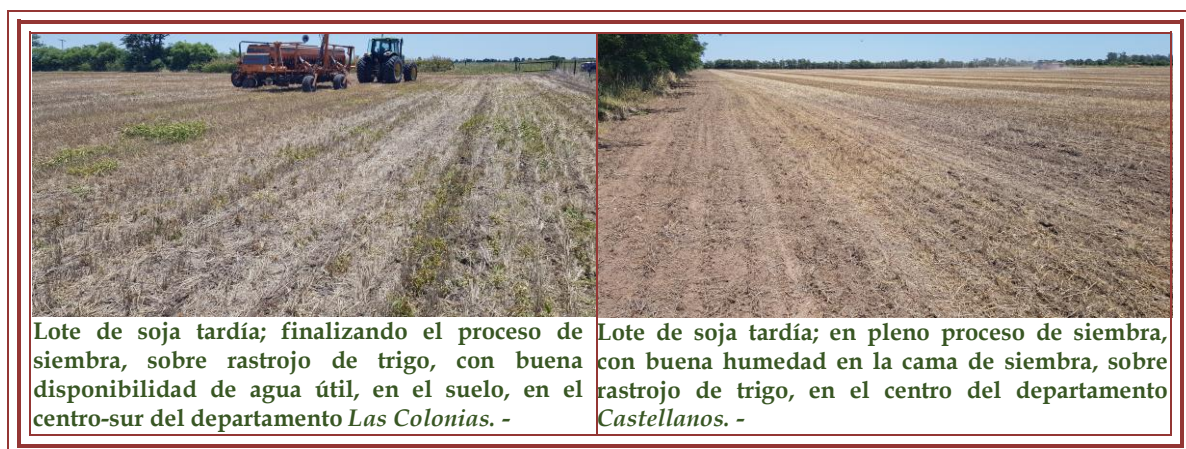 Lote de soja tardía; finalizando el proceso de
siembra, sobre rastrojo de trigo, con buena
disponibilidad de agua útil, en el suelo, en el
centro-sur del departamento Las Colonias. -
Lote de soja tardía; en pleno proceso de siembra,
con buena humedad en la cama de siembra, sobre
rastrojo de trigo, en el centro del departamento
Castellanos. -